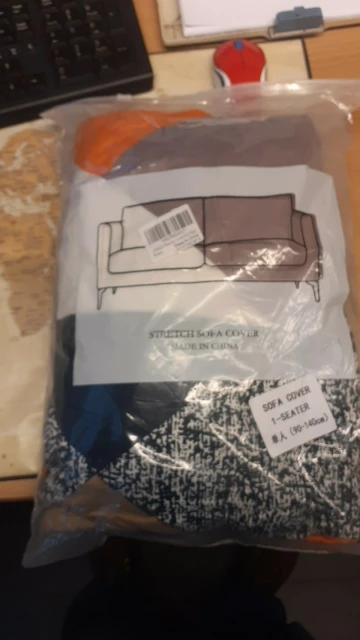 STRETCH SOFA COVER
MADE IN CHINA
SOFA COVER
1-SEATER
单人 (90-140cm)